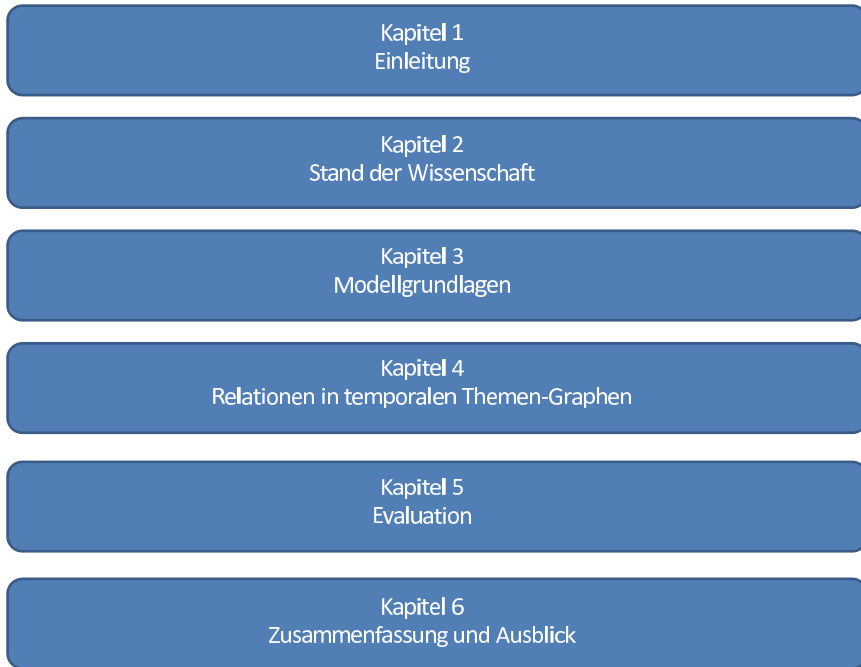 Kapitel 1
Einleitung
Kapitel 2
Stand der Wissenschaft
Kapitel 3
Modellgrundlagen
Kapitel 4
Relationen in temporalen Themen-Graphen
Kapitel 5
Evaluation
Kapitel 6
Zusammenfassung und Ausblick